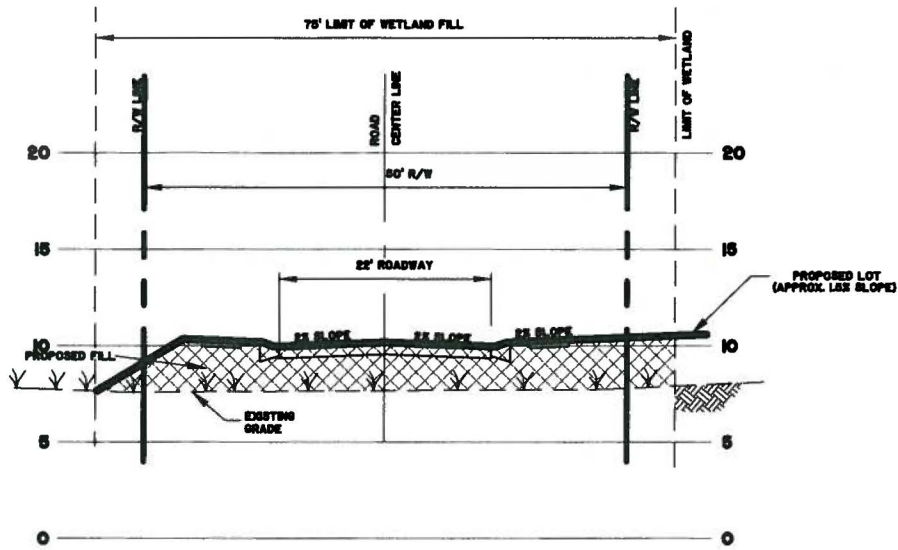 75' LIMIT OF WETLAND FILL
R/W LINE
ROAD
CENTER LINE
R/W LINE
LIMIT OF WETLAND
20
20
50' R/W
15
15
22' ROADWAY
PROPOSED LOT
(APPROX. 1.5% SLOPE)
2% SLOPE
2% SLOPE
2% SLOPE
10
10
PROPOSED FILL
EXISTING
GRADE
5
5
0
0